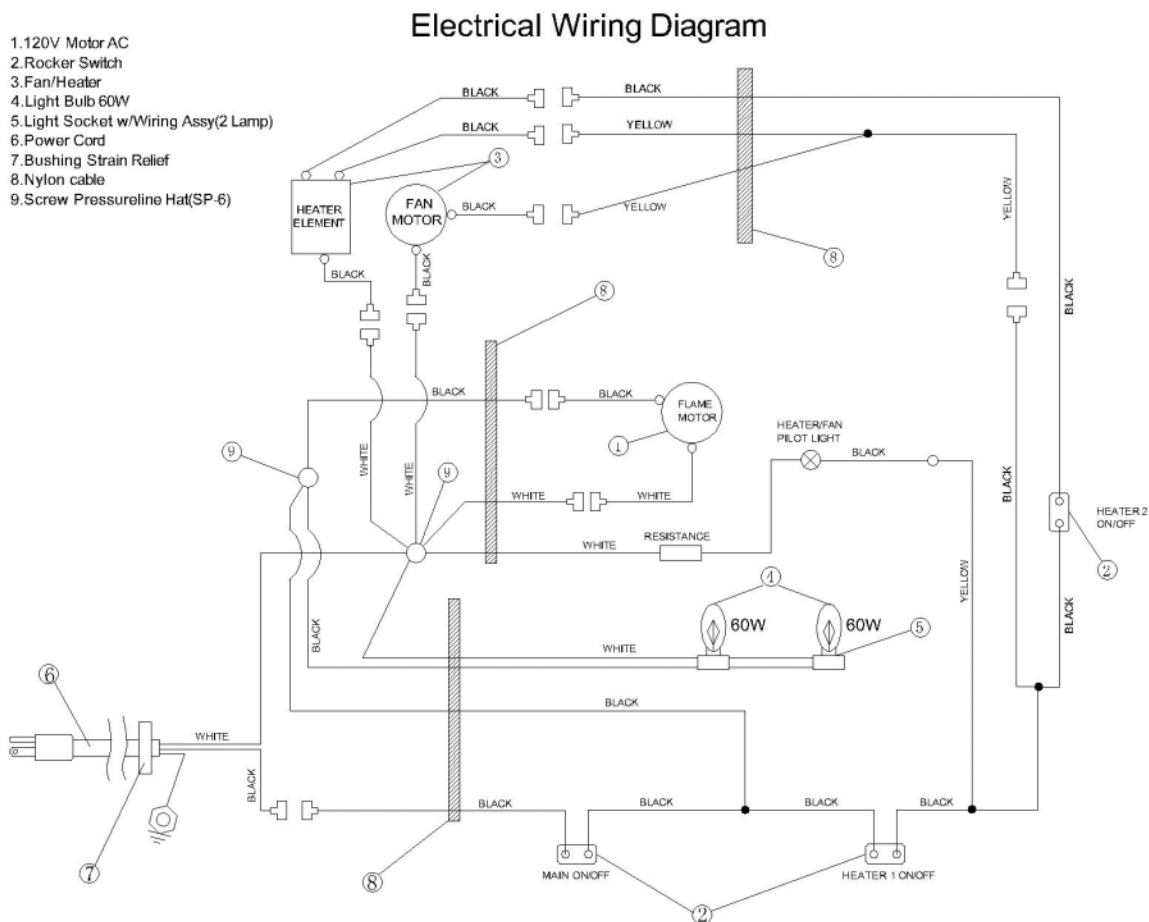 Electrical Wiring Diagram
1.120V Motor AC
2.Rocker Switch
3.Fan/Heater
4.Light Bulb 60W
5.Light Socket w/Wiring Assy(2 Lamp)
6.Power Cord
7.Bushing Strain Relief
8.Nylon cable
9.Screw Pressureline Hat(SP-6)
BLACK
BLACK
BLACK
YELLOW
3
HEATER
ELEMENT
FAN
MOTOR
BLACK
YELLOW
YELLOW
8
BLACK
BLACK
BLACK
8
BLACK
BLACK
FLAME
MOTOR
1
HEATER/FAN
PILOT LIGHT
BLACK
9
WHITE
WHITE
9
WHITE
WHITE
BLACK
HEATER 2
ON/OFF
WHITE
RESISTANCE
2
YELLOW
BLACK
4
60W
60W
5
BLACK
WHITE
6
BLACK
WHITE
BLACK
BLACK
BLACK
BLACK
BLACK
7
8
MAIN ON/OFF
HEATER 1 ON/OFF
2